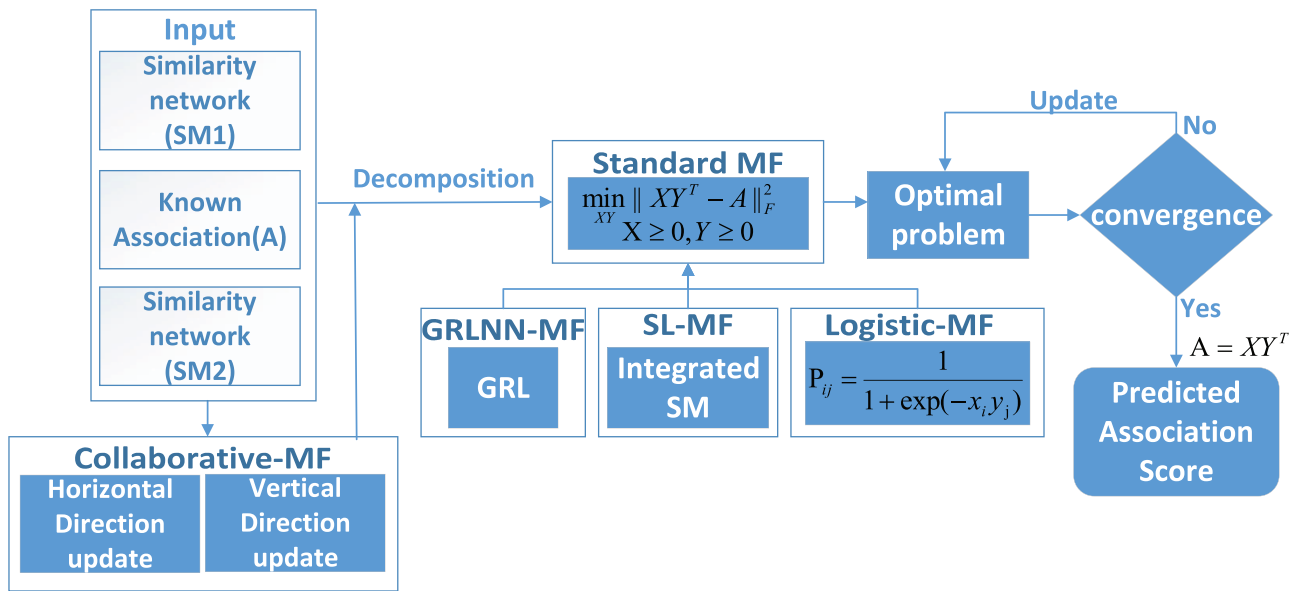 Input
Similarity
network
(SM1)
Known
Association(A)
Similarity
network
(SM2)
Collaborative-MF
Horizontal
Direction
update
Vertical
Direction
update
Decomposition
Standard MF
min ‖ XY^T − A ‖_F^2
XY
X ≥ 0, Y ≥ 0
GRLNN-MF
GRL
SL-MF
Integrated
SM
Logistic-MF
P_ij = 1 / (1 + exp(−x_i y_j))
Optimal
problem
Update
No
convergence
Yes
A = XY^T
Predicted
Association
Score